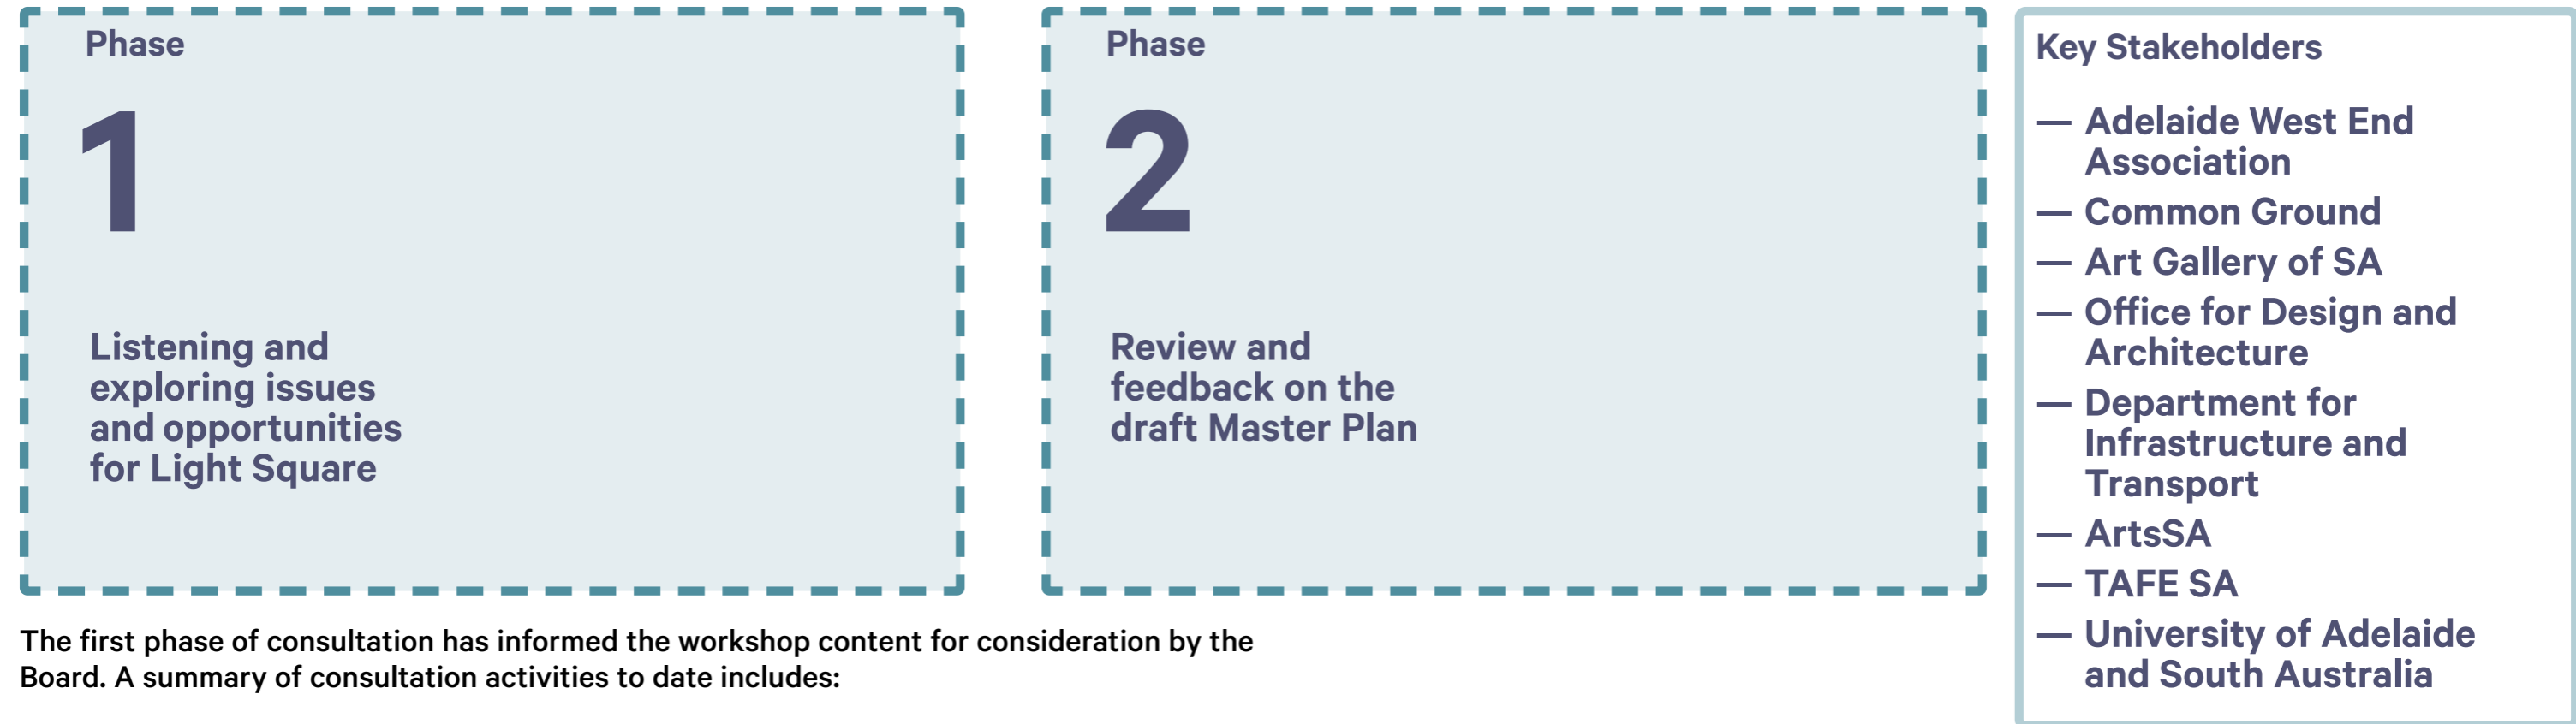 Phase
1
Listening and
exploring issues
and opportunities
for Light Square
Phase
2
Review and
feedback on the
draft Master Plan
The first phase of consultation has informed the workshop content for consideration by the
Board. A summary of consultation activities to date includes:
Key Stakeholders
— Adelaide West End
Association
— Common Ground
— Art Gallery of SA
— Office for Design and
Architecture
— Department for
Infrastructure and
Transport
— ArtsSA
— TAFE SA
— University of Adelaide
and South Australia